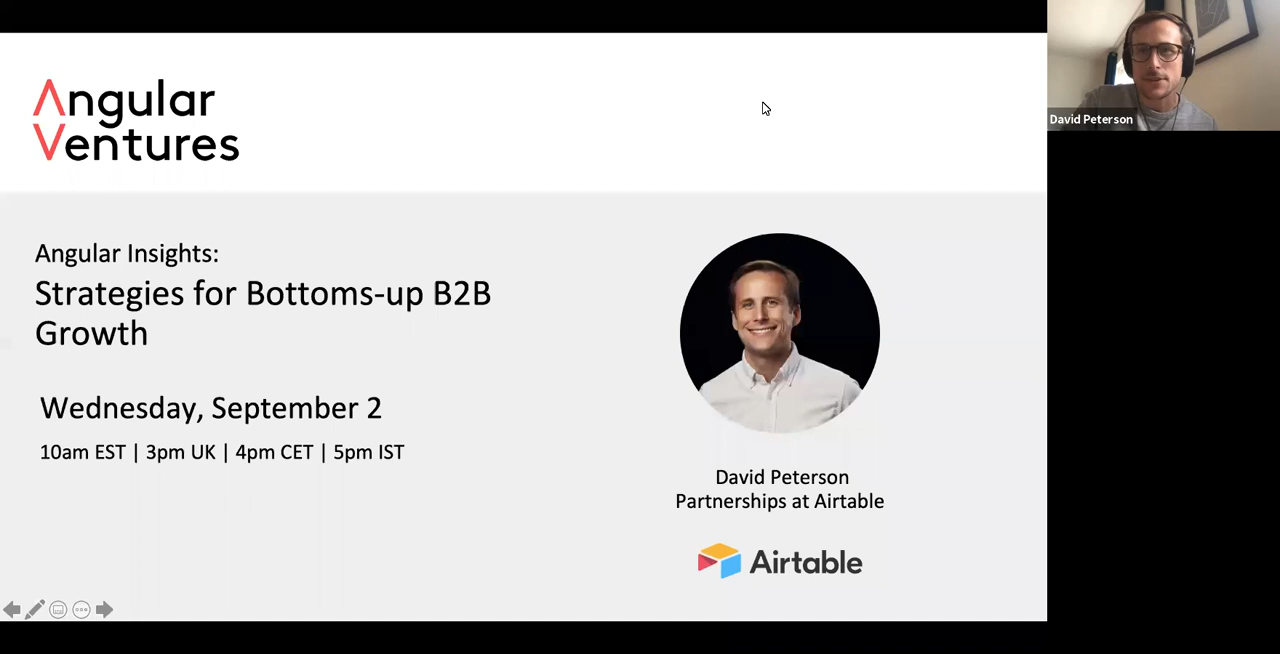 Angular
Ventures
David Peterson
Angular Insights:
Strategies for Bottoms-up B2B
Growth
Wednesday, September 2
10am EST | 3pm UK | 4pm CET | 5pm IST
David Peterson
Partnerships at Airtable
Airtable